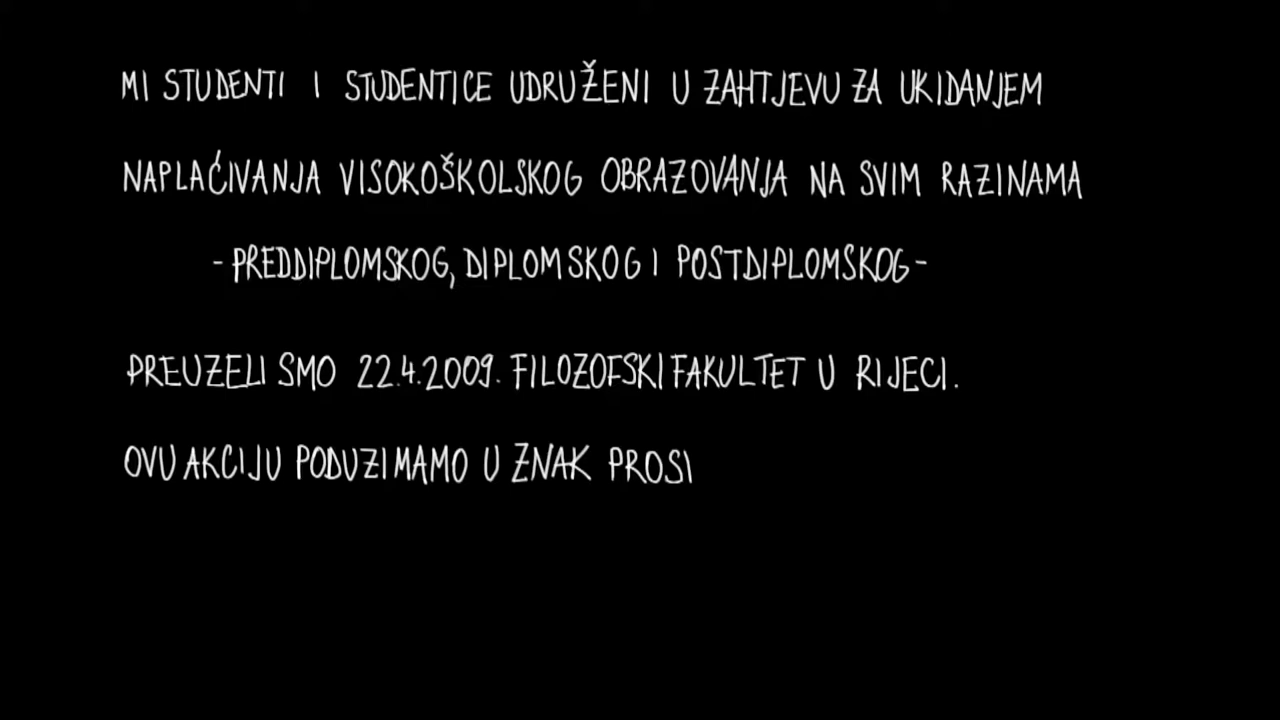 MI STUDENTI I STUDENTICE UDRUŽENI U ZAHTJEVU ZA UKIDANJEM
NAPLAĆIVANJA VISOKOŠKOLSKOG OBRAZOVANJA NA SVIM RAZINAMA
- PREDDIPLOMSKOG, DIPLOMSKOG I POSTDIPLOMSKOG -
PREUZELI SMO 22.4.2009. FILOZOFSKI FAKULTET U RIJECI.
OVU AKCIJU PODUZIMAMO U ZNAK PROSI